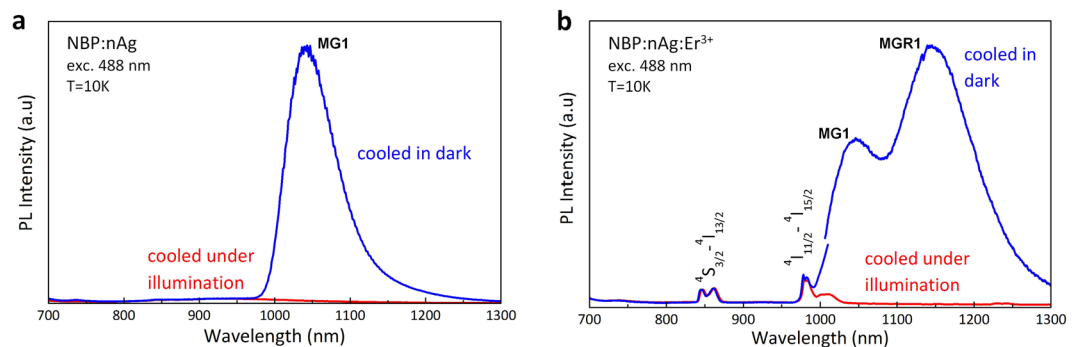 a
NBP:nAg
exc. 488 nm
T=10K
MG1
cooled in dark
cooled under
illumination
PL Intensity (a.u)
700 800 900 1000 1100 1200 1300
Wavelength (nm)
b
NBP:nAg:Er³⁺
exc. 488 nm
T=10K
MGR1
cooled in
dark
MG1
⁴S₃/₂-⁴I₁₃/₂
⁴I₁₁/₂-⁴I₁₅/₂
cooled under
illumination
PL Intensity (a.u)
700 800 900 1000 1100 1200 1300
Wavelength (nm)